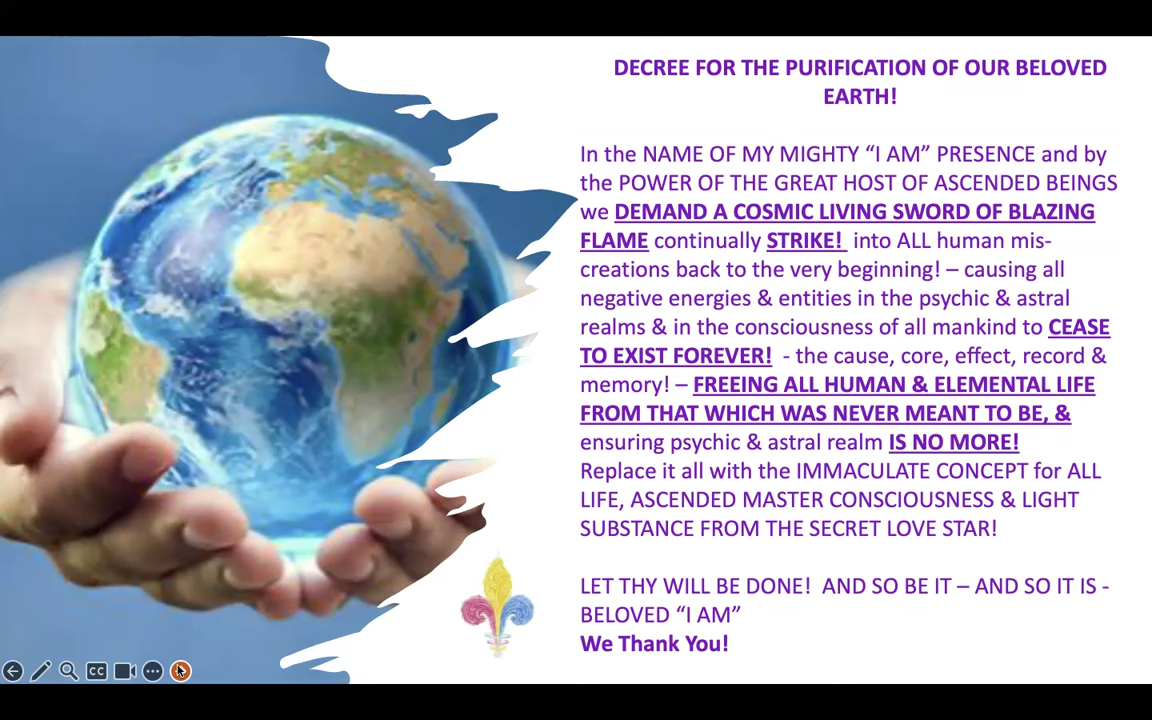 DECREE FOR THE PURIFICATION OF OUR BELOVED
EARTH!
In the NAME OF MY MIGHTY “I AM” PRESENCE and by
the POWER OF THE GREAT HOST OF ASCENDED BEINGS
we DEMAND A COSMIC LIVING SWORD OF BLAZING
FLAME continually STRIKE! into ALL human mis-
creations back to the very beginning! – causing all
negative energies & entities in the psychic & astral
realms & in the consciousness of all mankind to CEASE
TO EXIST FOREVER! - the cause, core, effect, record &
memory! – FREEING ALL HUMAN & ELEMENTAL LIFE
FROM THAT WHICH WAS NEVER MEANT TO BE, &
ensuring psychic & astral realm IS NO MORE!
Replace it all with the IMMACULATE CONCEPT for ALL
LIFE, ASCENDED MASTER CONSCIOUSNESS & LIGHT
SUBSTANCE FROM THE SECRET LOVE STAR!
LET THY WILL BE DONE! AND SO BE IT – AND SO IT IS -
BELOVED “I AM”
We Thank You!
CC